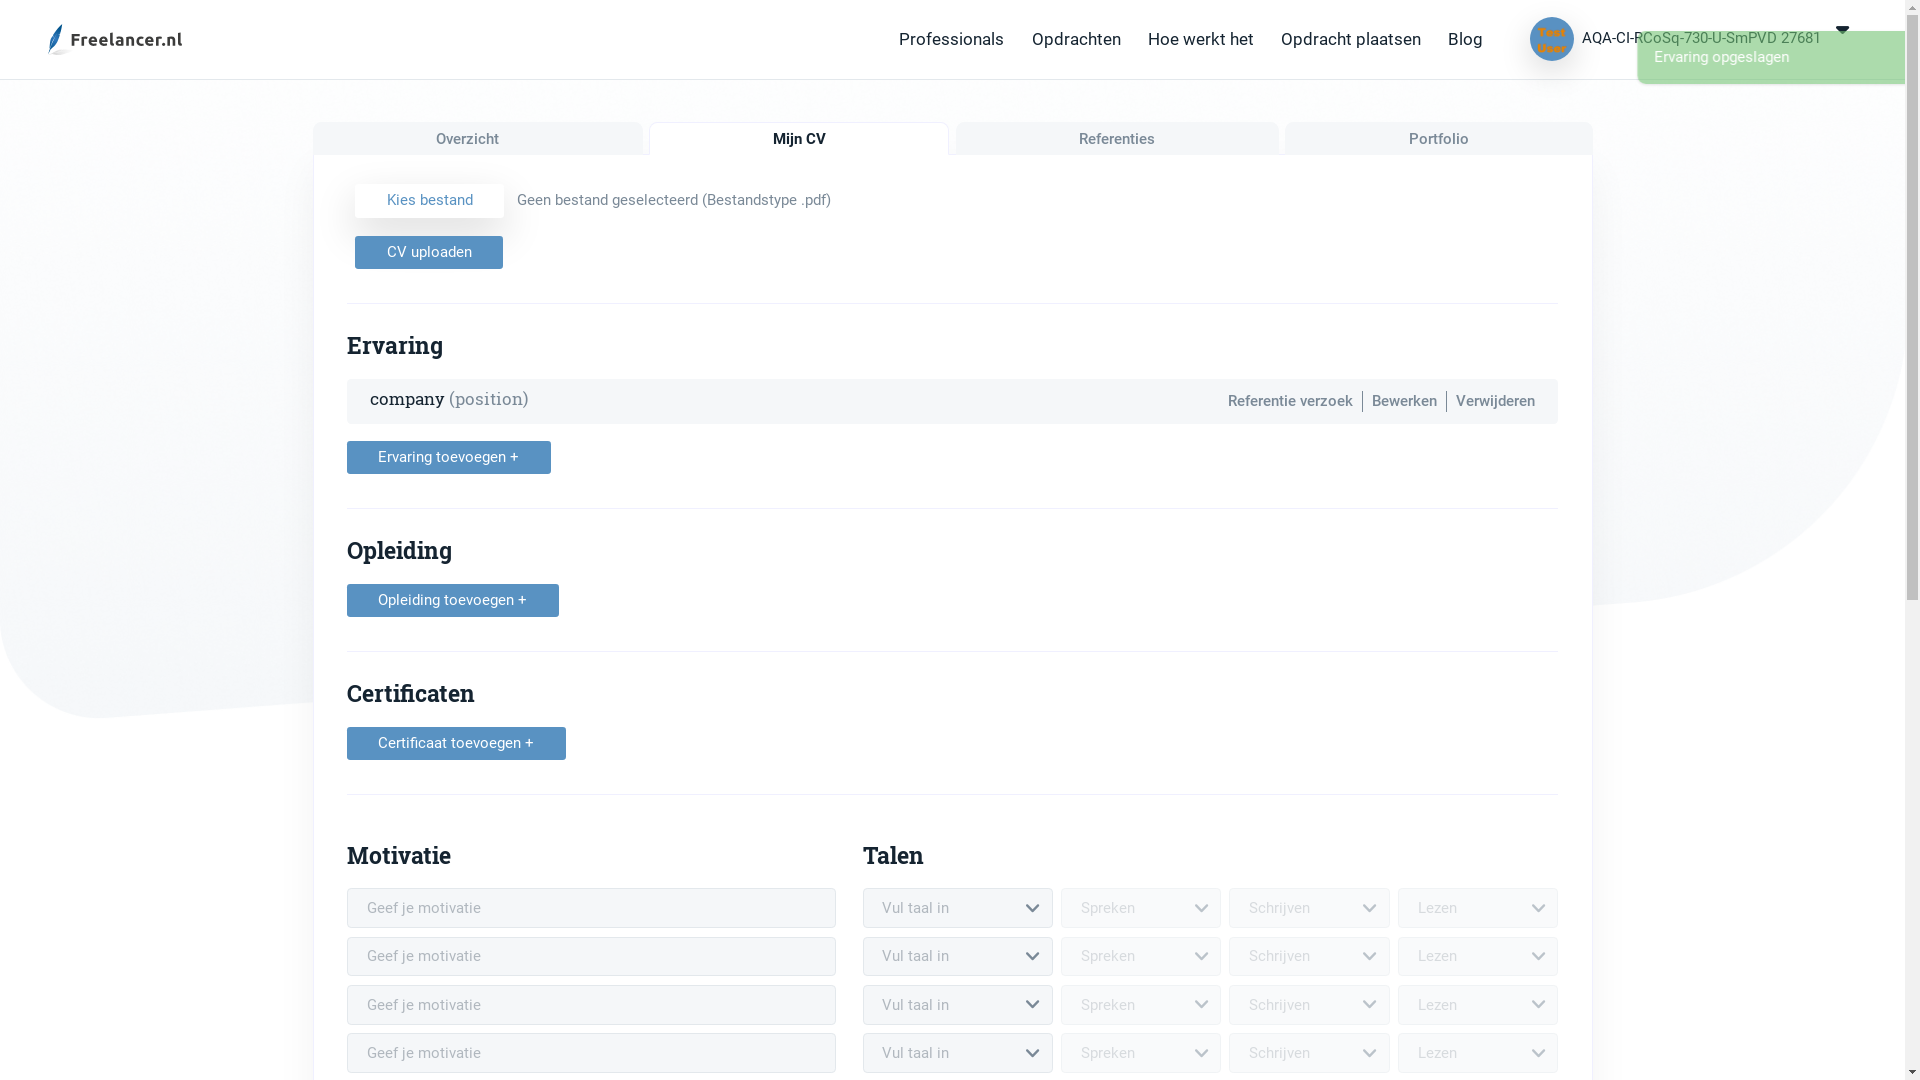 Freelancer.nl
Professionals Opdrachten Hoe werkt het Opdracht plaatsen Blog
Test User
AQA-CI-RCoSq-730-U-SmPVD 27681
Ervaring opgeslagen
Overzicht Mijn CV Referenties Portfolio
Kies bestand Geen bestand geselecteerd (Bestandstype .pdf)
CV uploaden
Ervaring
company (position) Referentie verzoek Bewerken Verwijderen
Ervaring toevoegen +
Opleiding
Opleiding toevoegen +
Certificaten
Certificaat toevoegen +
Motivatie
Geef je motivatie
Geef je motivatie
Geef je motivatie
Geef je motivatie
Talen
Vul taal in Spreken Schrijven Lezen
Vul taal in Spreken Schrijven Lezen
Vul taal in Spreken Schrijven Lezen
Vul taal in Spreken Schrijven Lezen